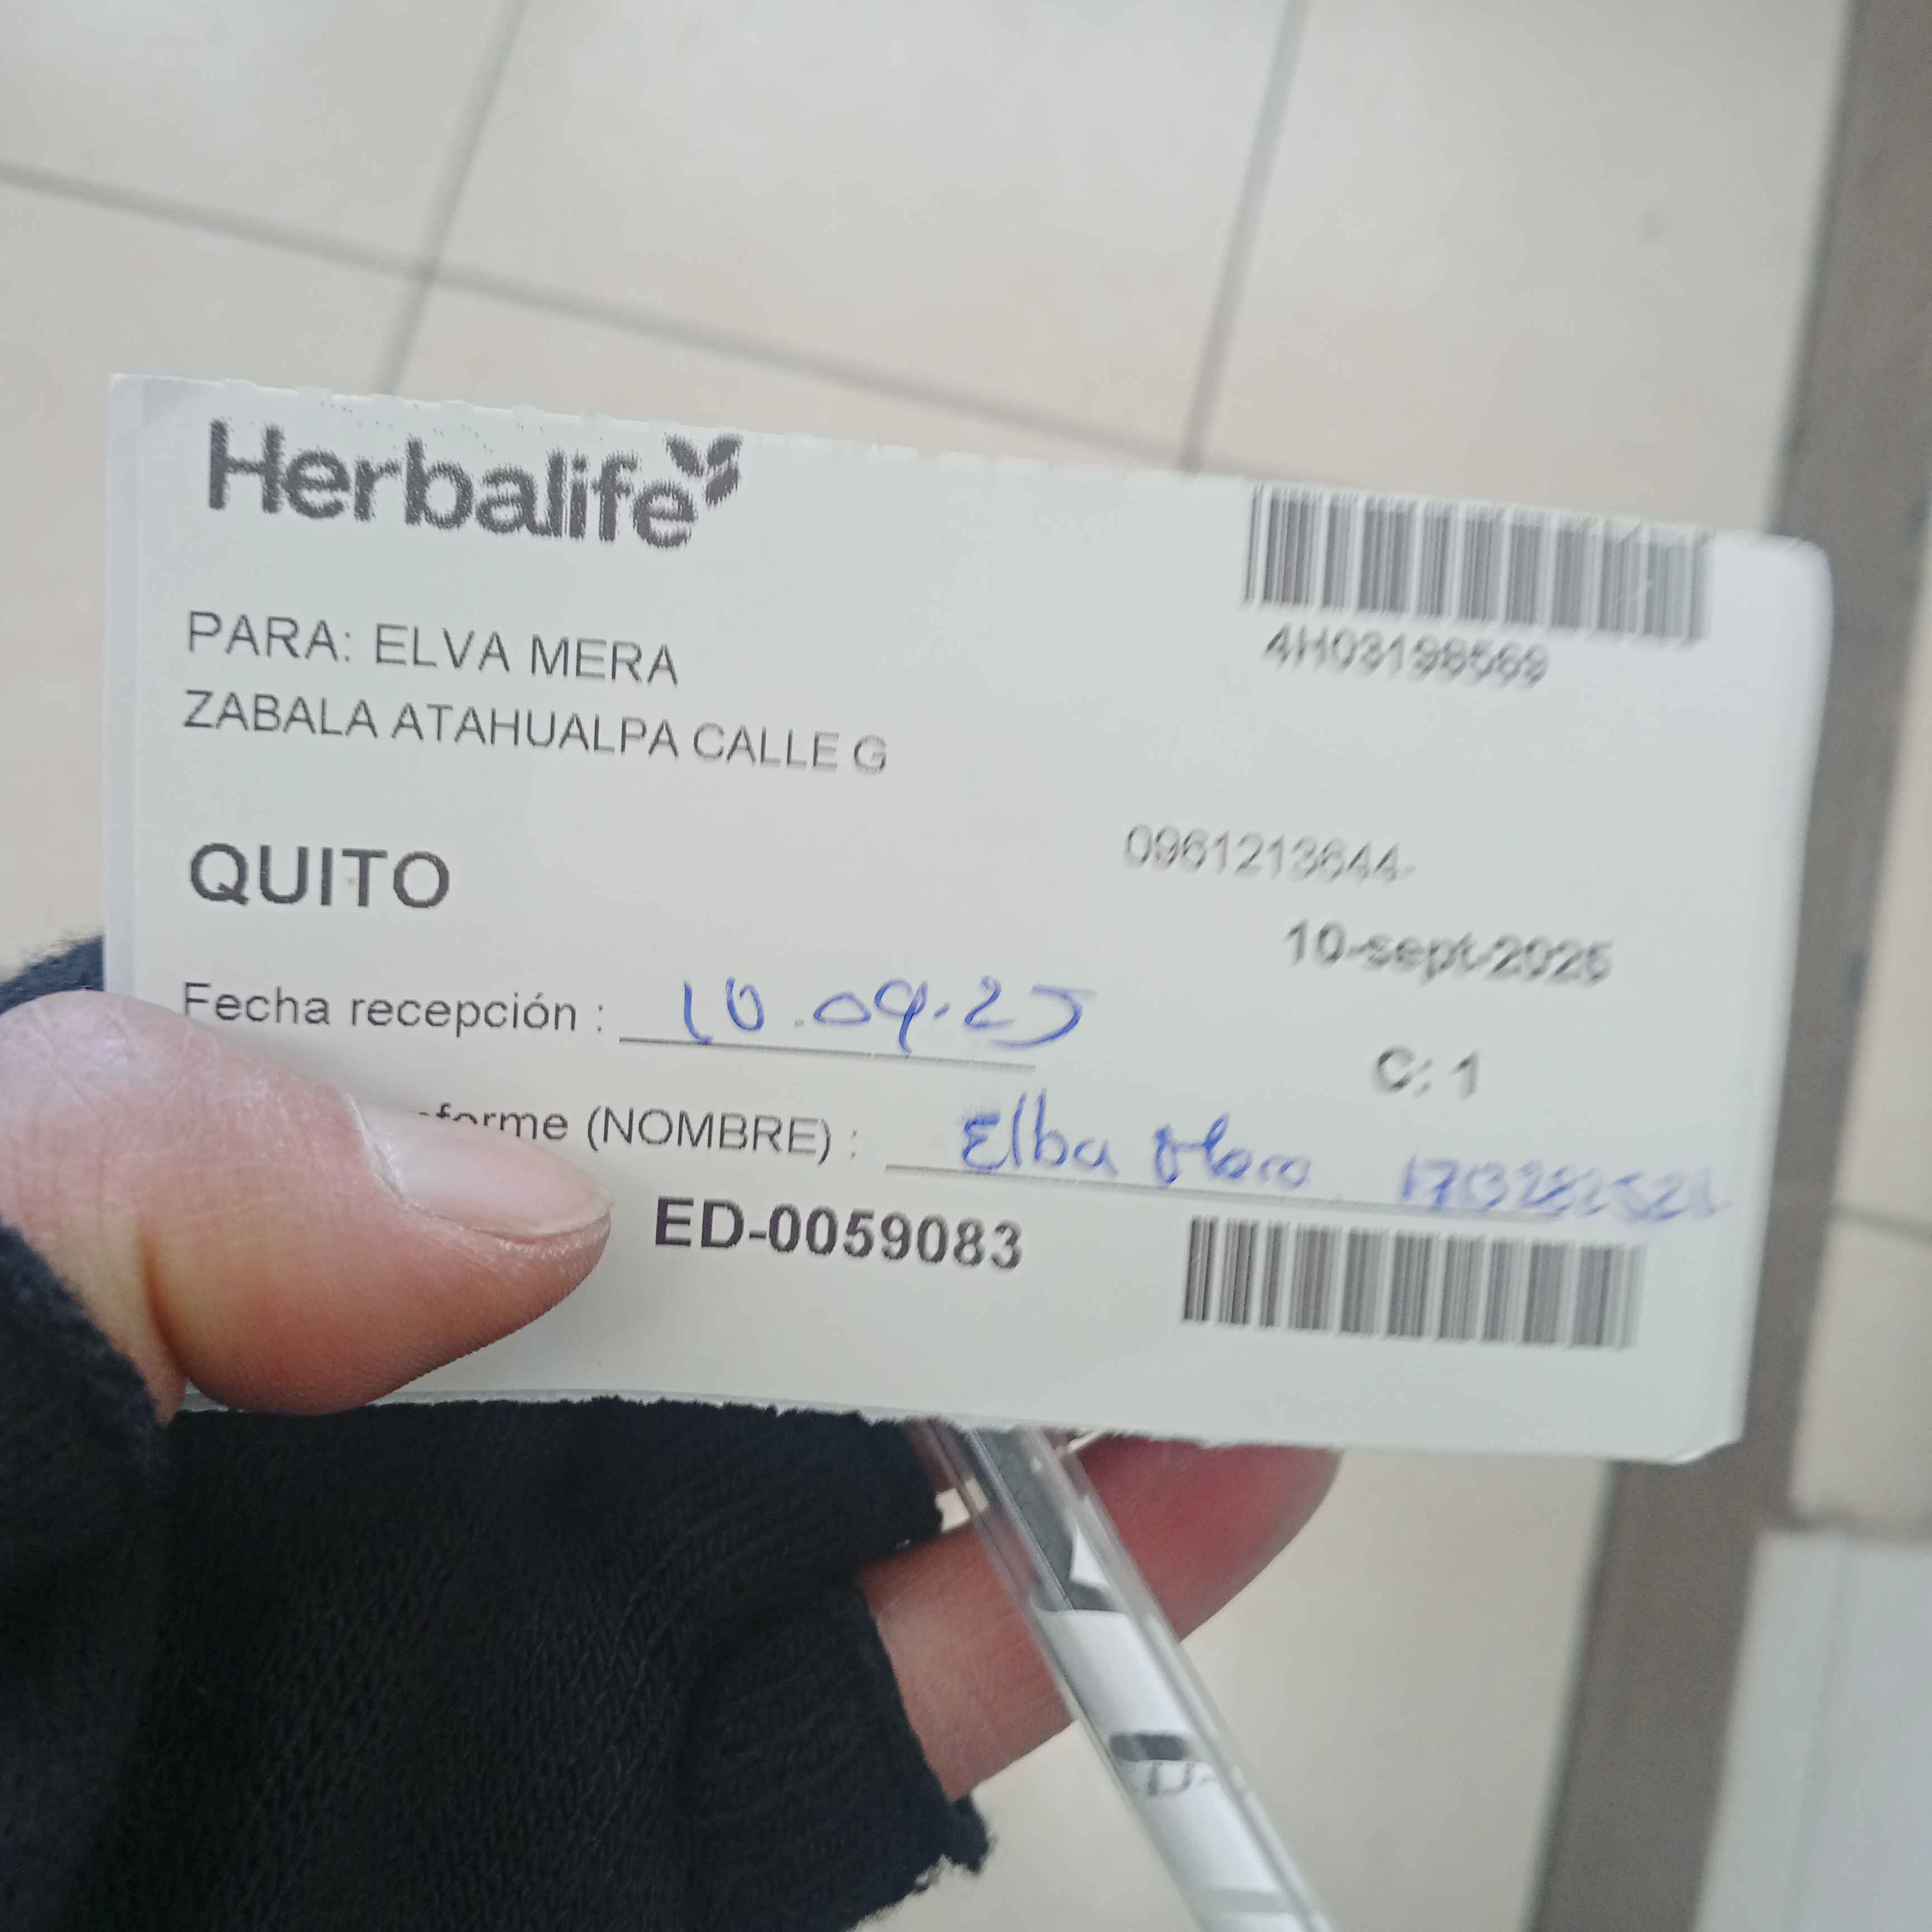 Herbalife
4H03198569
PARA: ELVA MERA
ZABALA ATAHUALPA CALLE G
0961213644-
QUITO
10-sept-2025
Fecha recepción : 10.09.25
C: 1
(NOMBRE) : Elba
ED-0059083